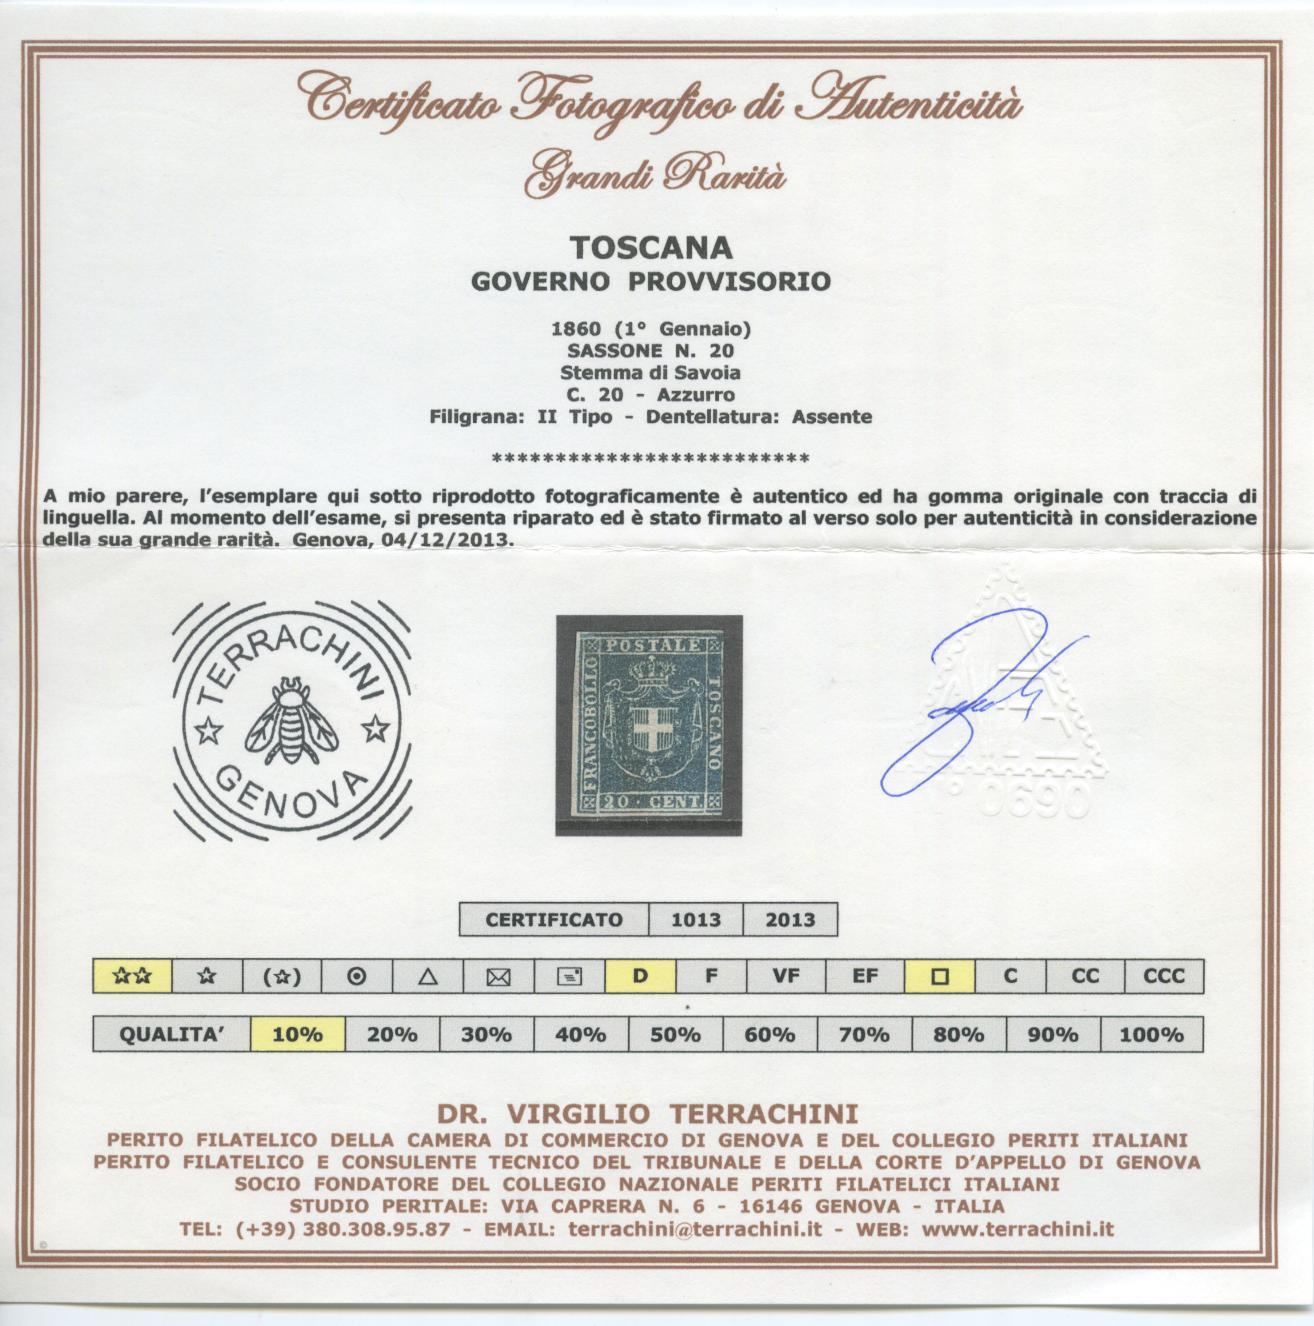 Certificato Fotografico di Autenticità
Grandi Rarità
TOSCANA
GOVERNO PROVVISORIO
1860 (1° Gennaio)
SASSONE N. 20
Stemma di Savoia
C. 20 - Azzurro
Filigrana: II Tipo - Dentellatura: Assente
*************************
A mio parere, l'esemplare qui sotto riprodotto fotograficamente è autentico ed ha gomma originale con traccia di
linguella. Al momento dell'esame, si presenta riparato ed è stato firmato al verso solo per autenticità in considerazione
della sua grande rarità. Genova, 04/12/2013.
TERRACHINI
GENOVA
POSTALE
FRANCOBOLLO
TOSCANO
20 · CENT.
N° 0690
CERTIFICATO 1013 2013
☆☆ ☆ (☆) ⊙ △ ✉ D F VF EF □ C CC CCC
QUALITA' 10% 20% 30% 40% 50% 60% 70% 80% 90% 100%
DR. VIRGILIO TERRACHINI
PERITO FILATELICO DELLA CAMERA DI COMMERCIO DI GENOVA E DEL COLLEGIO PERITI ITALIANI
PERITO FILATELICO E CONSULENTE TECNICO DEL TRIBUNALE E DELLA CORTE D'APPELLO DI GENOVA
SOCIO FONDATORE DEL COLLEGIO NAZIONALE PERITI FILATELICI ITALIANI
STUDIO PERITALE: VIA CAPRERA N. 6 - 16146 GENOVA - ITALIA
TEL: (+39) 380.308.95.87 - EMAIL: terrachini@terrachini.it - WEB: www.terrachini.it
©